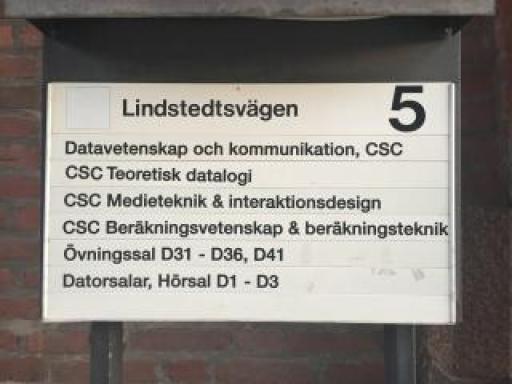 Lindstedtsvägen 5
Datavetenskap och kommunikation, CSC
CSC Teoretisk datalogi
CSC Medieteknik & interaktionsdesign
CSC Beräkningsvetenskap & beräkningsteknik
Övningssal D31 - D36, D41
Datorsalar, Hörsal D1 - D3